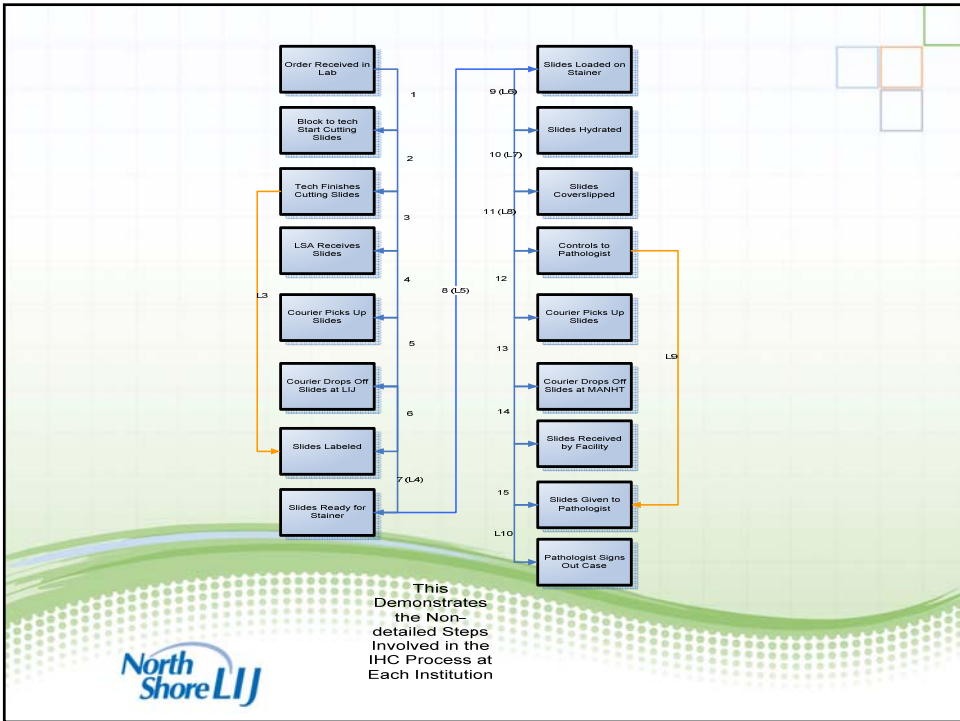 Order Received in
Lab
1
Block to tech
Start Cutting
Slides
2
Tech Finishes
Cutting Slides
3
LSA Receives
Slides
4
L3
Courier Picks Up
Slides
5
Courier Drops Off
Slides at LIJ
6
Slides Labeled
7 (L4)
Slides Ready for
Stainer
8 (L5)
Slides Loaded on
Stainer
9 (L6)
Slides Hydrated
10 (L7)
Slides
Coverslipped
11 (L8)
Controls to
Pathologist
12
Courier Picks Up
Slides
13
L9
Courier Drops Off
Slides at MANHT
14
Slides Received
by Facility
15
Slides Given to
Pathologist
L10
Pathologist Signs
Out Case
This
Demonstrates
the Non-
detailed Steps
Involved in the
IHC Process at
Each Institution
North
Shore LIJ